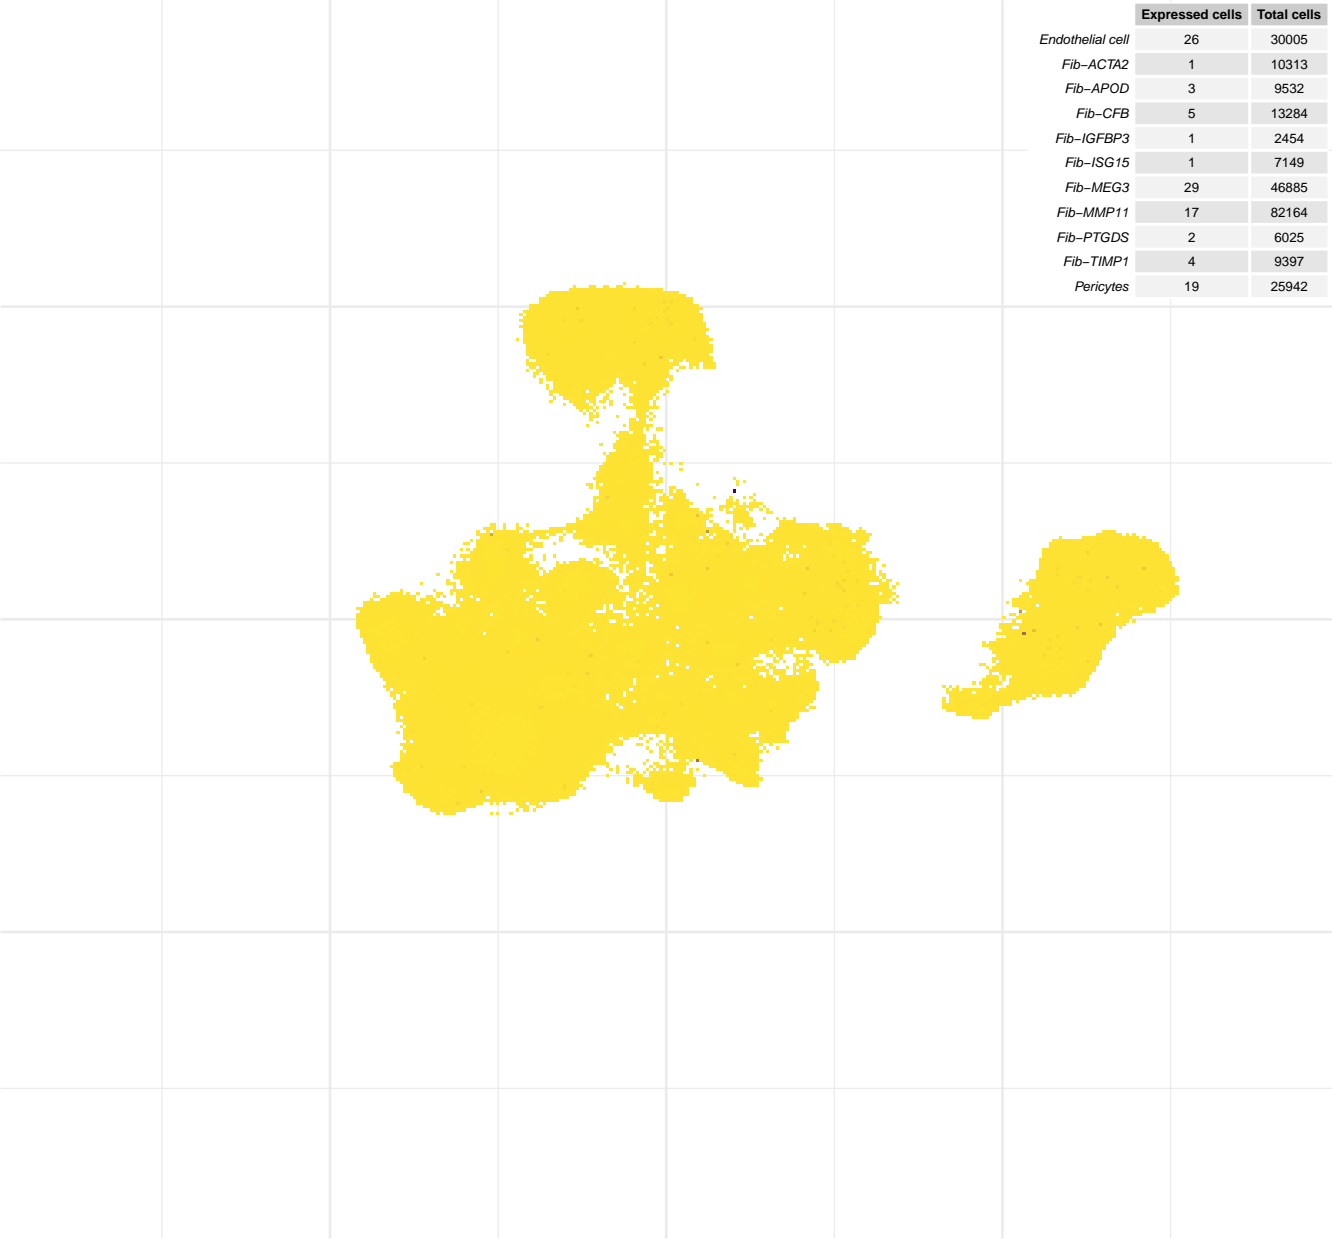 Expressed cells Total cells
Endothelial cell 26 30005
Fib−ACTA2 1 10313
Fib−APOD 3 9532
Fib−CFB 5 13284
Fib−IGFBP3 1 2454
Fib−ISG15 1 7149
Fib−MEG3 29 46885
Fib−MMP11 17 82164
Fib−PTGDS 2 6025
Fib−TIMP1 4 9397
Pericytes 19 25942